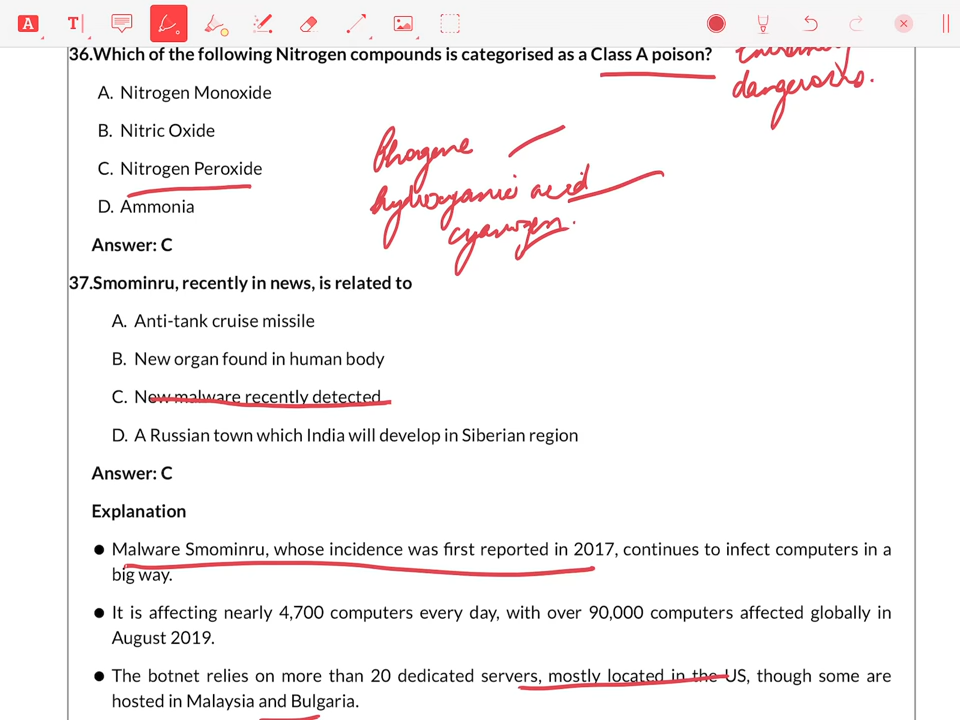 A
T
36.Which of the following Nitrogen compounds is categorised as a Class A poison?
dangerous.
A. Nitrogen Monoxide
B. Nitric Oxide
C. Nitrogen Peroxide
D. Ammonia
Phosgene
hydrocyanic acid
cyanogen.
Answer: C
37.Smominru, recently in news, is related to
A. Anti-tank cruise missile
B. New organ found in human body
C. New malware recently detected
D. A Russian town which India will develop in Siberian region
Answer: C
Explanation
● Malware Smominru, whose incidence was first reported in 2017, continues to infect computers in a
big way.
● It is affecting nearly 4,700 computers every day, with over 90,000 computers affected globally in
August 2019.
● The botnet relies on more than 20 dedicated servers, mostly located in the US, though some are
hosted in Malaysia and Bulgaria.